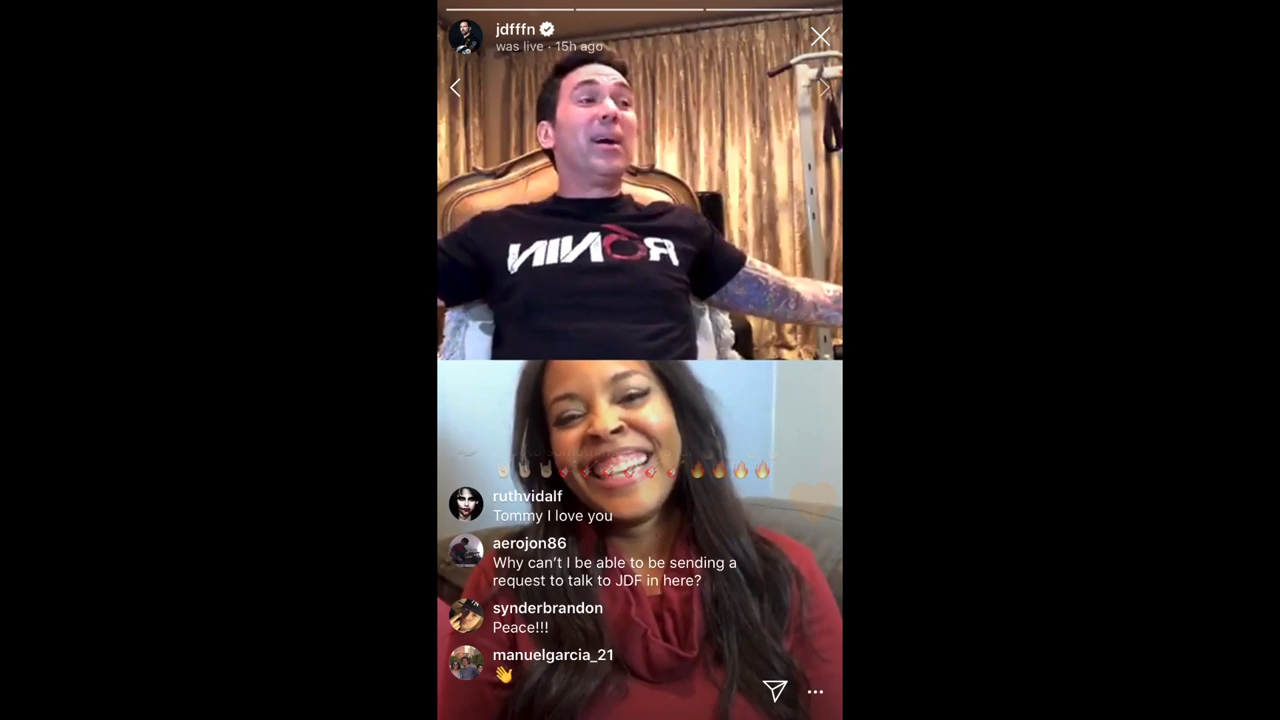 jdfffn
was live · 15h ago
RONIN
ruthvidalf
Tommy I love you
aerojon86
Why can't I be able to be sending a
request to talk to JDF in here?
synderbrandon
Peace!!!
manuelgarcia_21
👋